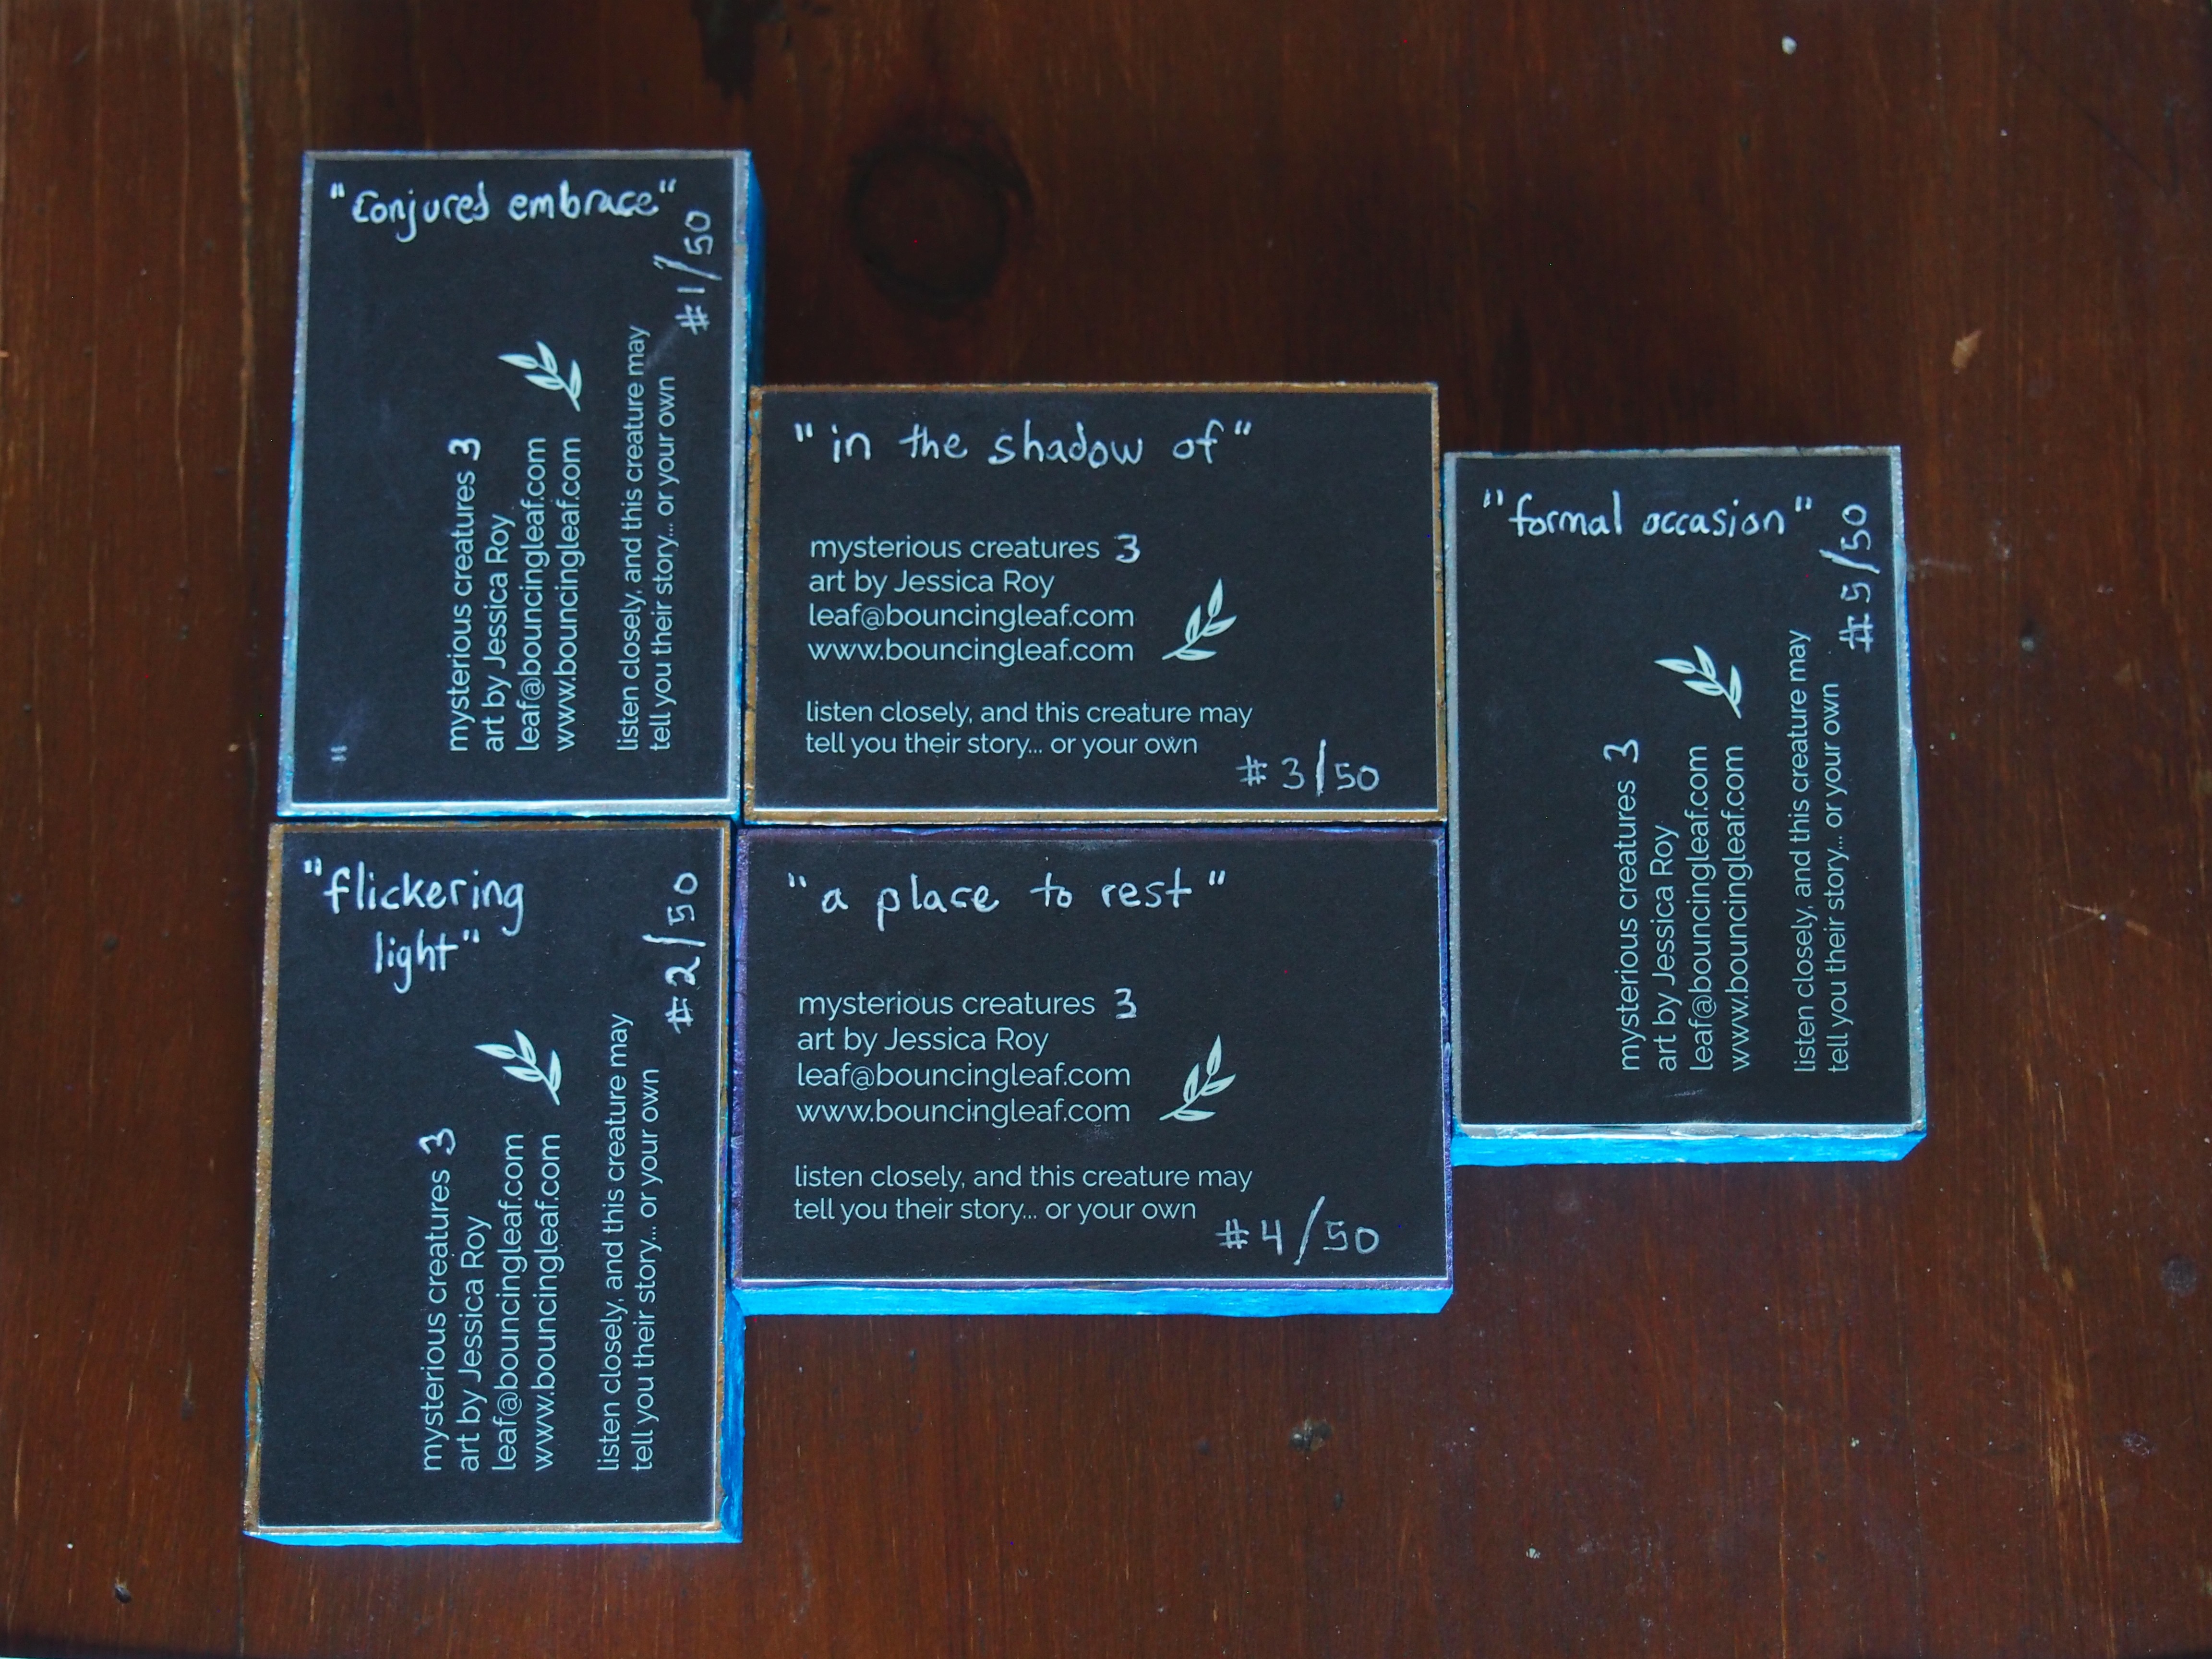 "Conjured embrace"
mysterious creatures 3
art by Jessica Roy
leaf@bouncingleaf.com
www.bouncingleaf.com
listen closely, and this creature may
tell you their story... or your own
#1/50
"
"flickering
light"
mysterious creatures 3
art by Jessica Roy
leaf@bouncingleaf.com
www.bouncingleaf.com
listen closely, and this creature may
tell you their story... or your own
#2/50
"in the shadow of"
mysterious creatures 3
art by Jessica Roy
leaf@bouncingleaf.com
www.bouncingleaf.com
listen closely, and this creature may
tell you their story... or your own
#3/50
"a place to rest"
mysterious creatures 3
art by Jessica Roy
leaf@bouncingleaf.com
www.bouncingleaf.com
listen closely, and this creature may
tell you their story... or your own
#4/50
"formal occasion"
mysterious creatures 3
art by Jessica Roy
leaf@bouncingleaf.com
www.bouncingleaf.com
listen closely, and this creature may
tell you their story... or your own
#5/50